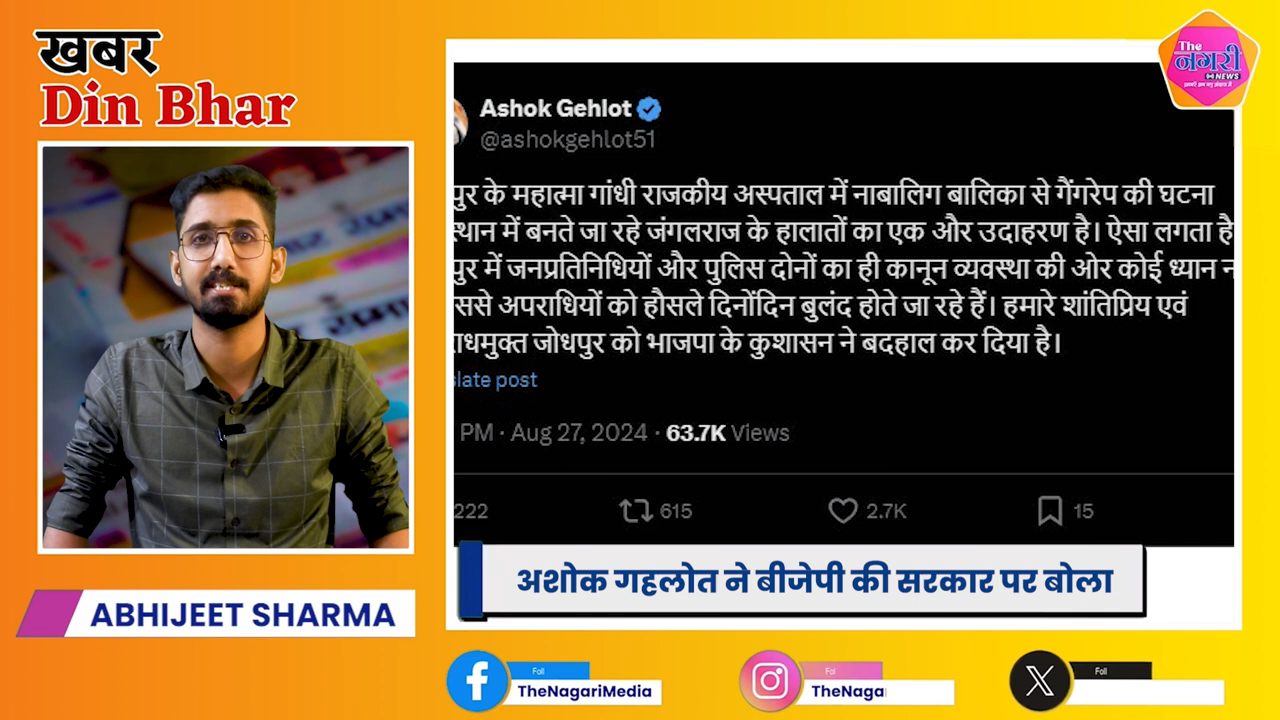 खबर
Din Bhar
The
नगरी
NEWS
Ashok Gehlot
@ashokgehlot51
पुर के महात्मा गांधी राजकीय अस्पताल में नाबालिग बालिका से गैंगरेप की घटना
स्थान में बनते जा रहे जंगलराज के हालातों का एक और उदाहरण है। ऐसा लगता है
पुर में जनप्रतिनिधियों और पुलिस दोनों का ही कानून व्यवस्था की ओर कोई ध्यान न
ससे अपराधियों को हौसले दिनोंदिन बुलंद होते जा रहे हैं। हमारे शांतिप्रिय एवं
राधमुक्त जोधपुर को भाजपा के कुशासन ने बदहाल कर दिया है।
slate post
PM · Aug 27, 2024 · 63.7K Views
222 615 2.7K 15
अशोक गहलोत ने बीजेपी की सरकार पर बोला
ABHIJEET SHARMA
Foll
TheNagariMedia
Fol
TheNaga
Foll